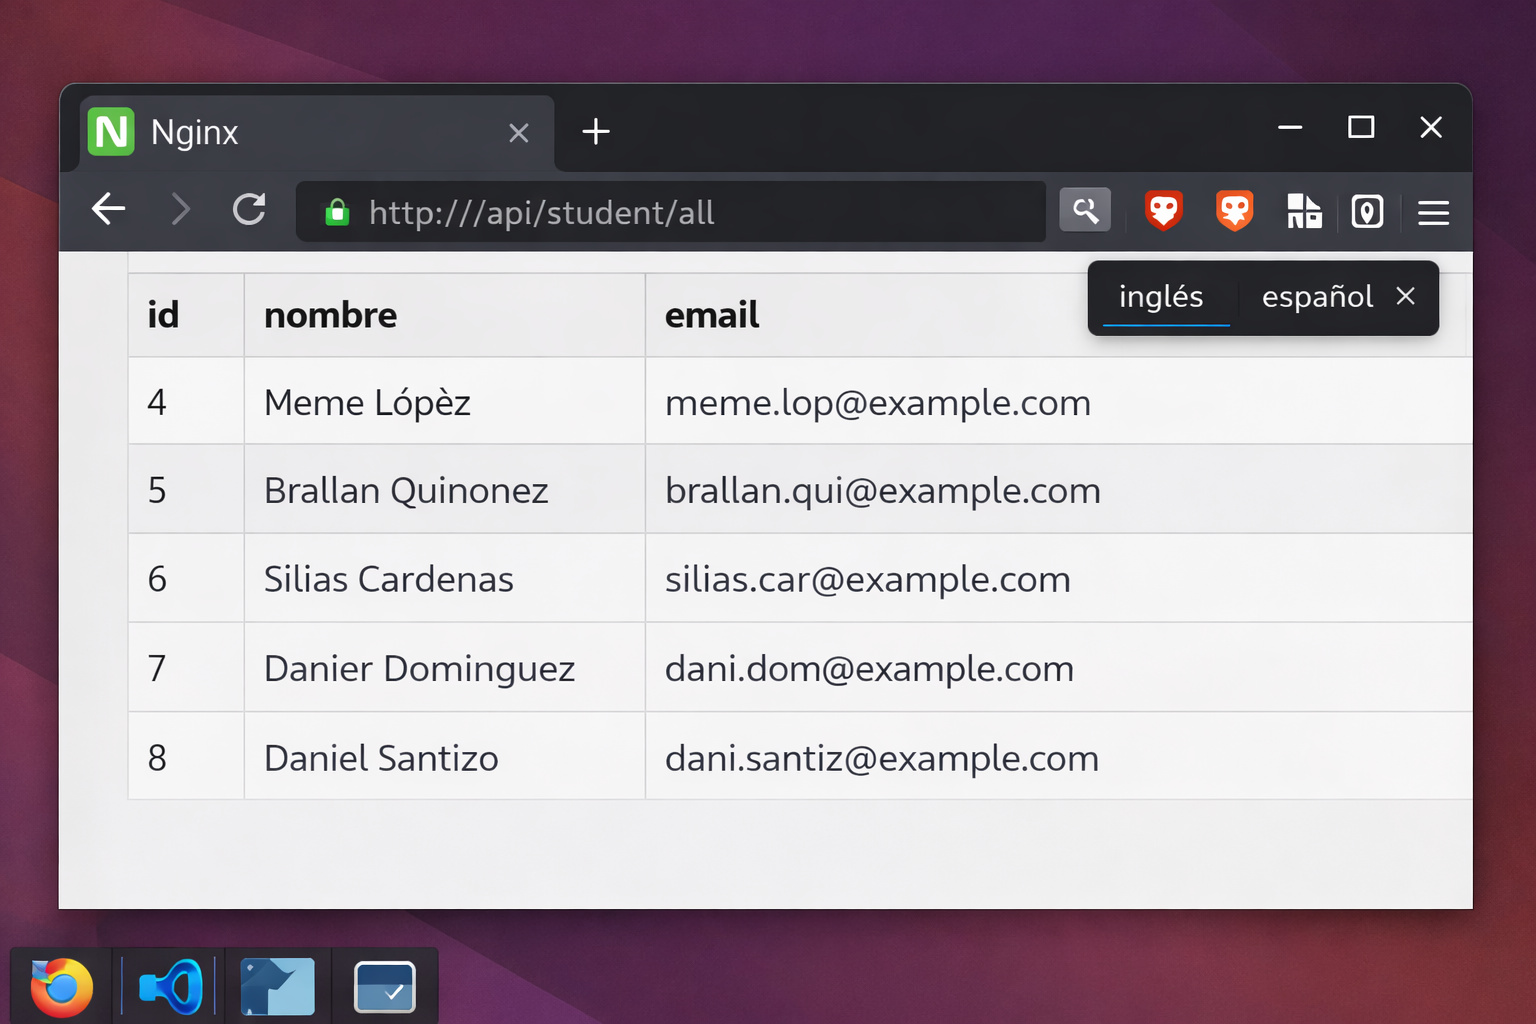 N Nginx
http:///api/student/all
inglés español
id nombre email
4 Meme Lópèz meme.lop@example.com
5 Brallan Quinonez brallan.qui@example.com
6 Silias Cardenas silias.car@example.com
7 Danier Dominguez dani.dom@example.com
8 Daniel Santizo dani.santiz@example.com